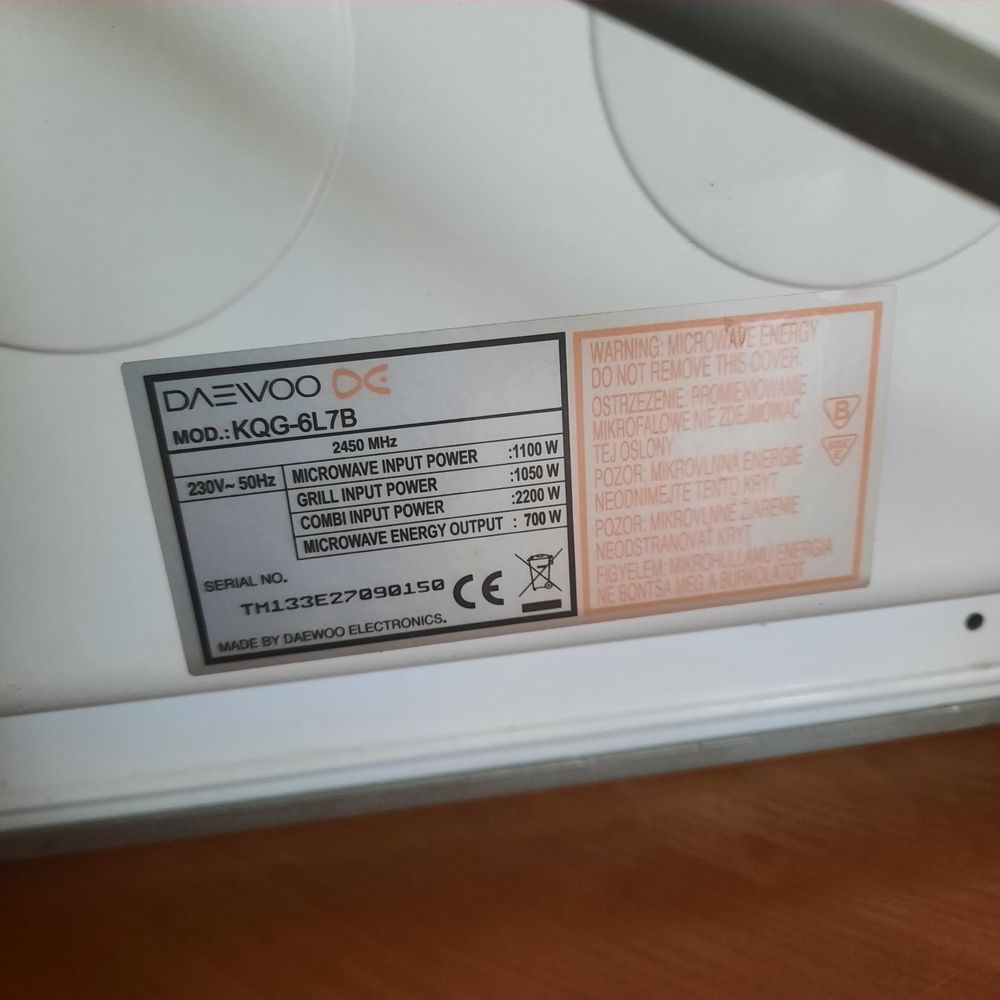 DAEWOO
MOD.:KQG-6L7B
2450 MHz
230V~ 50Hz
MICROWAVE INPUT POWER :1100 W
GRILL INPUT POWER :1050 W
COMBI INPUT POWER :2200 W
MICROWAVE ENERGY OUTPUT : 700 W
SERIAL NO.
TM133E27090150
CE
MADE BY DAEWOO ELECTRONICS.
WARNING: MICROWAVE ENERGY
DO NOT REMOVE THIS COVER.
OSTRZEZENIE: PROMIENIOWANIE
MIKROFALOWE NIE ZDEJMOWAC
TEJ OSLONY
POZOR: MIKROVLNNÁ ENERGIE
NEODNIMEJTE TENTO KRYT
POZOR: MIKROVLNNE ŽIARENIE
NEODSTRANOVAŤ KRYT
FIGYELEM: MIKROHULLAMU ENERGIA
NE BONTSA MEG A BURKOLATOT
B
E